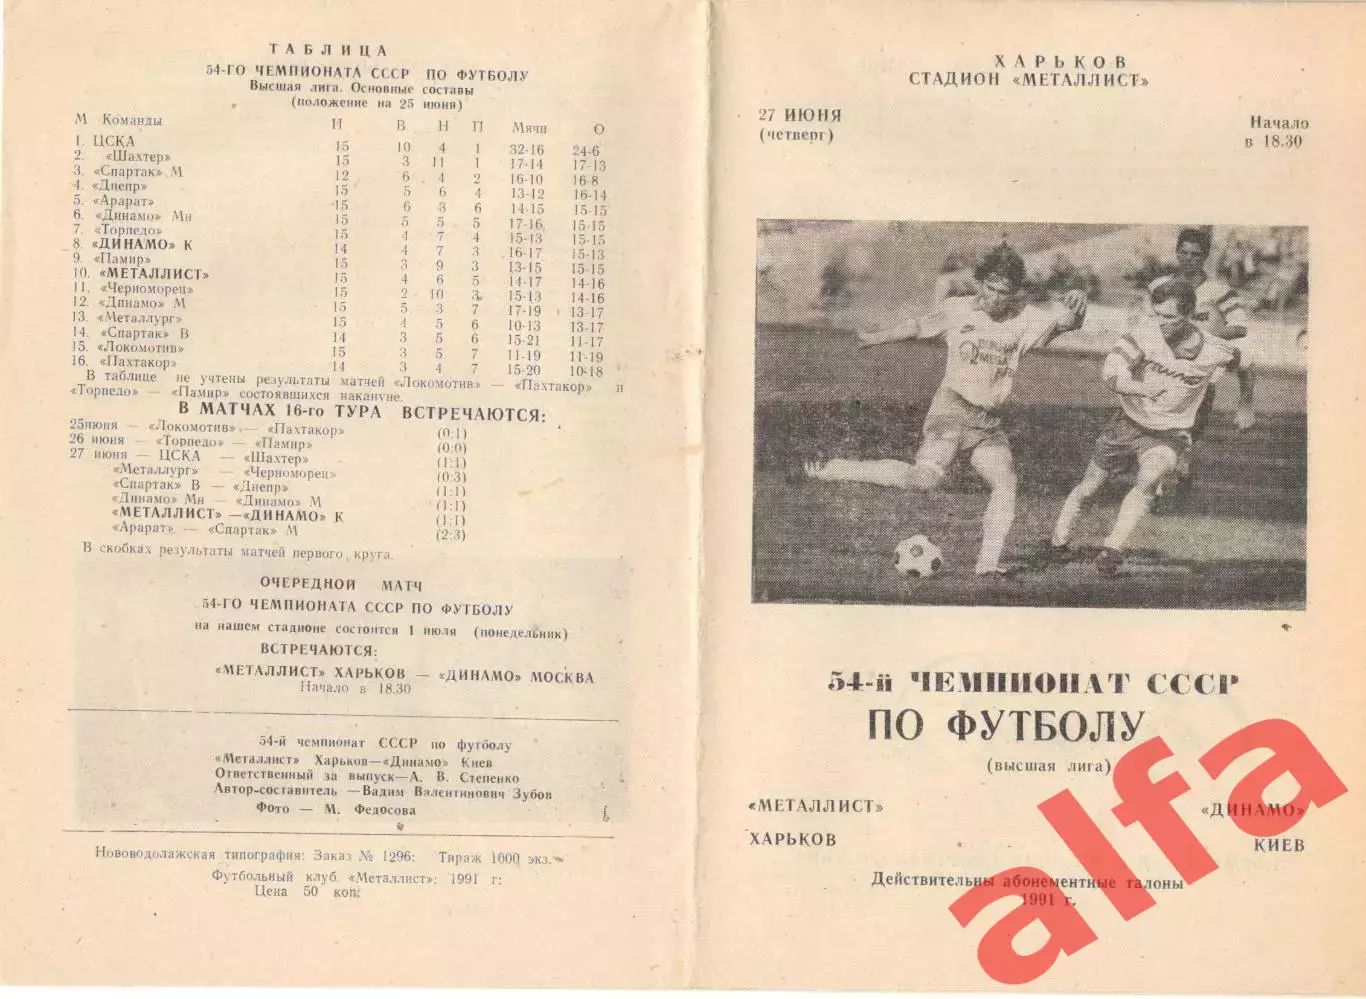 ТАБЛИЦА
54-ГО ЧЕМПИОНАТА СССР ПО ФУТБОЛУ
Высшая лига. Основные составы
(положение на 25 июня)
М Команды И В Н П Мячи О
1. ЦСКА 15 10 4 1 32-16 24-6
2. «Шахтер» 15 3 11 1 17-14 17-13
3. «Спартак» М 12 6 4 2 16-10 16-8
4. «Днепр» 15 5 6 4 13-12 16-14
5. «Арарат» 15 6 3 6 14-15 15-15
6. «Динамо» Мн 15 5 5 5 17-16 15-15
7. «Торпедо» 15 4 7 4 15-13 15-15
8. «ДИНАМО» К 14 4 7 3 16-17 15-13
9. «Памир» 15 3 9 3 13-15 15-15
10. «МЕТАЛЛИСТ» 15 4 6 5 14-17 14-16
11. «Черноморец» 15 2 10 3 15-13 14-16
12. «Динамо» М 15 5 3 7 17-19 13-17
13. «Металлург» 15 4 5 6 10-13 13-17
14. «Спартак» В 14 3 5 6 15-21 11-17
15. «Локомотив» 15 3 5 7 11-19 11-19
16. «Пахтакор» 14 3 4 7 15-20 10-18
В таблице не учтены результаты матчей «Локомотив» — «Пахтакор» и
«Торпедо» — «Памир» состоявшихся накануне.
В МАТЧАХ 16-го ТУРА ВСТРЕЧАЮТСЯ:
25июня — «Локомотив» — «Пахтакор» (0:1)
26 июня — «Торпедо» — «Памир» (0:0)
27 июня — ЦСКА — «Шахтер» (1:1)
«Металлург» — «Черноморец» (0:3)
«Спартак» В — «Днепр» (1:1)
«Динамо» Мн — «Динамо» М (1:1)
«МЕТАЛЛИСТ» — «ДИНАМО» К (1:1)
«Арарат» — «Спартак» М (2:3)
В скобках результаты матчей первого круга.
ОЧЕРЕДНОЙ МАТЧ
54-ГО ЧЕМПИОНАТА СССР ПО ФУТБОЛУ
на нашем стадионе состоится 1 июля (понедельник)
ВСТРЕЧАЮТСЯ:
«МЕТАЛЛИСТ» ХАРЬКОВ — «ДИНАМО» МОСКВА
Начало в 18.30
54-й чемпионат СССР по футболу
«Металлист» Харьков—«Динамо» Киев
Ответственный за выпуск—А. В. Степенко
Автор-составитель —Вадим Валентинович Зубов
Фото — М. Федосова
Нововодолажская типография: Заказ № 1296: Тираж 1000 экз.
Футбольный клуб «Металлист»: 1991 г:
Цена 50 коп:
ХАРЬКОВ
СТАДИОН «МЕТАЛЛИСТ»
27 ИЮНЯ
(четверг)
Начало
в 18.30
54-й ЧЕМПИОНАТ СССР
ПО ФУТБОЛУ
(высшая лига)
«МЕТАЛЛИСТ» «ДИНАМО»
ХАРЬКОВ КИЕВ
Действительны абонементные талоны
1991 г.
alfa